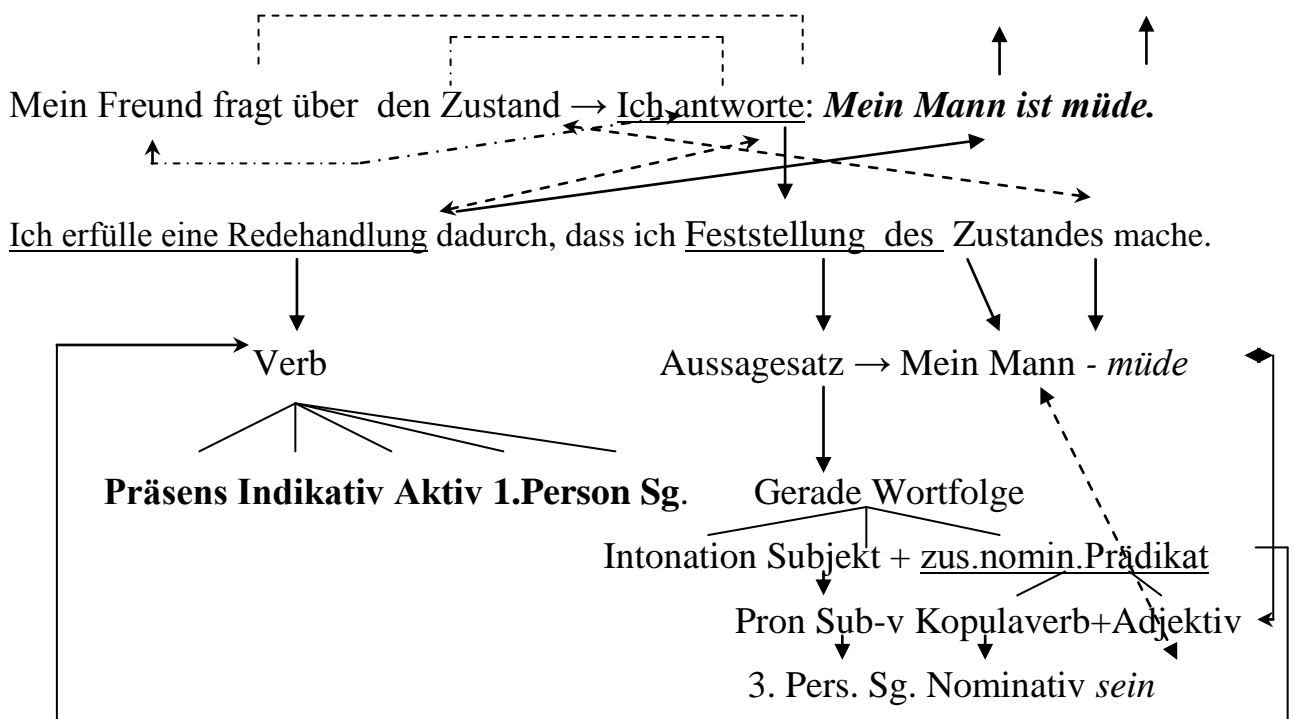 Mein Freund fragt über den Zustand → Ich antworte: Mein Mann ist müde.
Ich erfülle eine Redehandlung dadurch, dass ich Feststellung des Zustandes mache.
Verb Aussagesatz → Mein Mann - müde
Präsens Indikativ Aktiv 1.Person Sg. Gerade Wortfolge
Intonation Subjekt + zus.nomin.Prädikat
Pron Sub-v Kopulaverb+Adjektiv
3. Pers. Sg. Nominativ sein